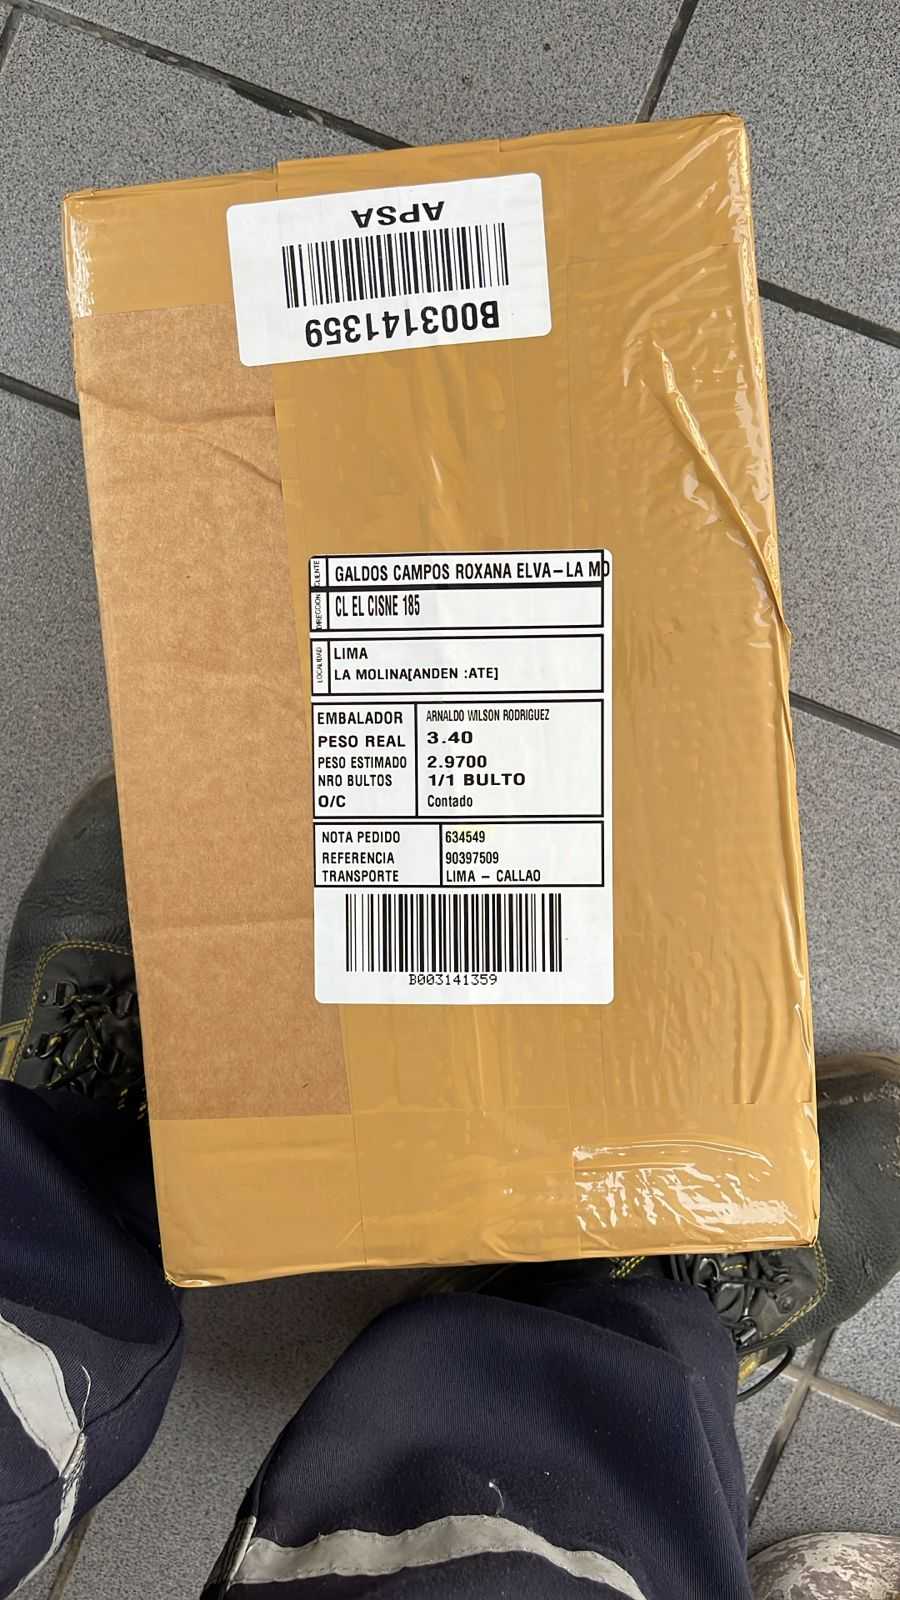 APSA
B003141359
CLIENTE GALDOS CAMPOS ROXANA ELVA-LA MO
DIRECCION CL EL CISNE 185
LOCALIDAD LIMA
LA MOLINA[ANDEN :ATE]
EMBALADOR ARNALDO WILSON RODRIGUEZ
PESO REAL 3.40
PESO ESTIMADO 2.9700
NRO BULTOS 1/1 BULTO
O/C Contado
NOTA PEDIDO 634549
REFERENCIA 90397509
TRANSPORTE LIMA - CALLAO
B003141359